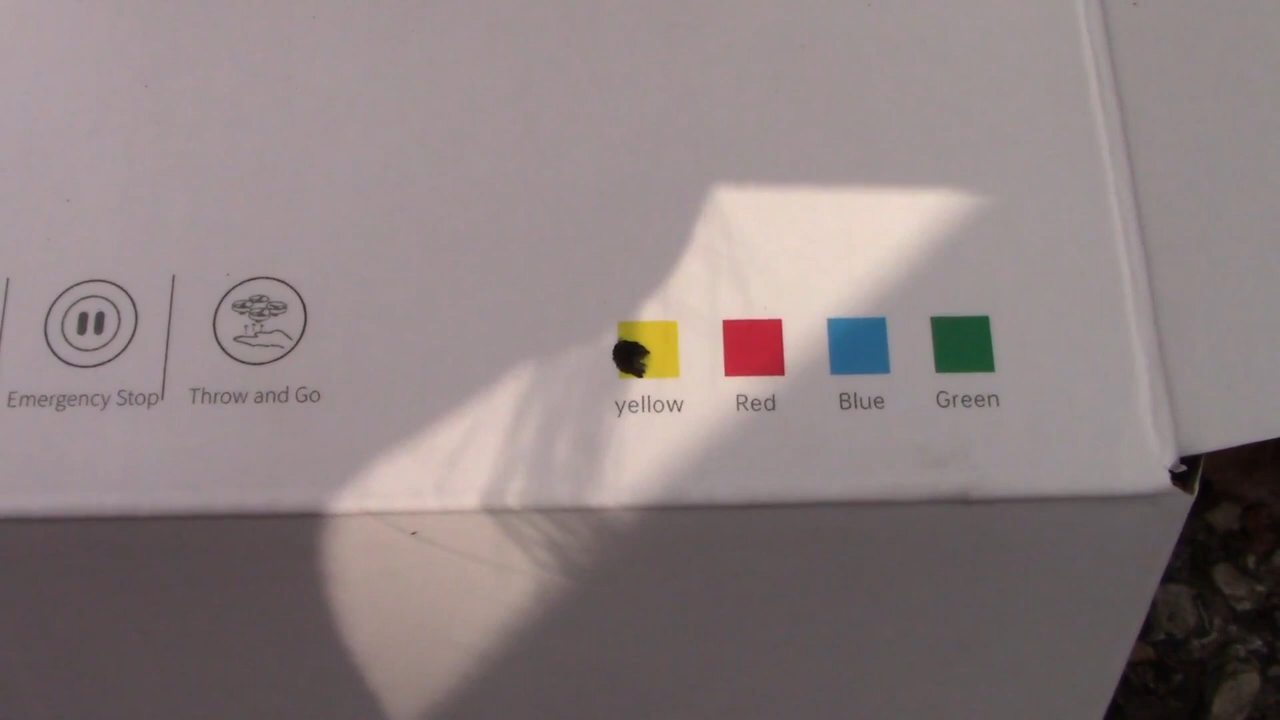 Emergency Stop
Throw and Go
yellow
Red
Blue
Green